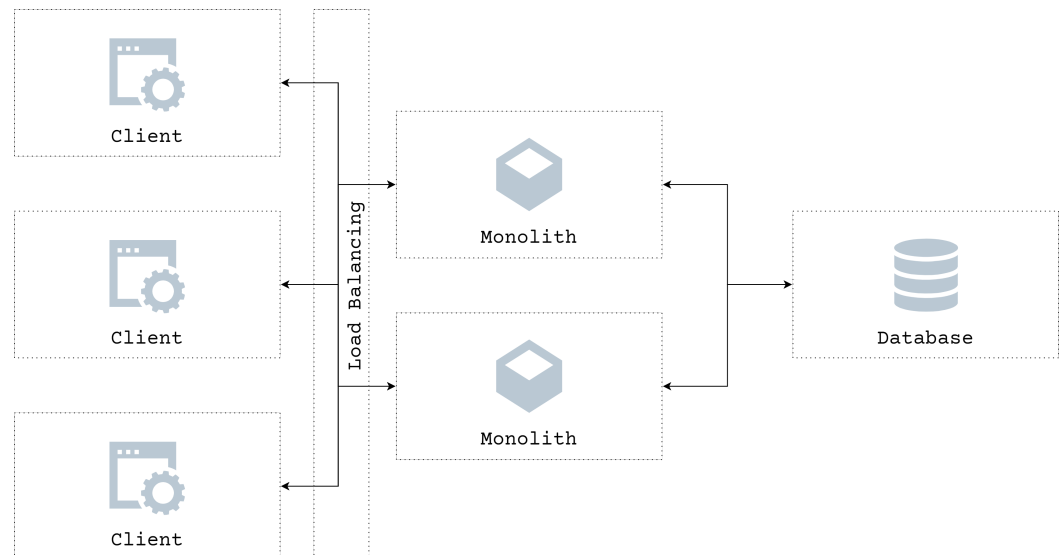 Client
Client
Client
Load Balancing
Monolith
Monolith
Database